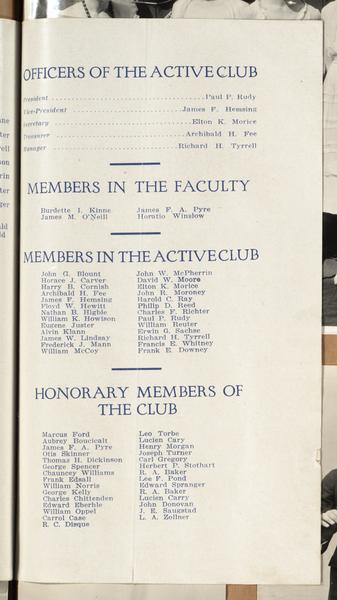 OFFICERS OF THE ACTIVE CLUB
President Paul P. Rudy
Vice-President James F. Hemsing
Secretary Elton K. Morice
Treasurer Archibald H. Fee
Manager Richard H. Tyrrell
MEMBERS IN THE FACULTY
Burdette I. Kinne James F. A. Pyre
James M. O'Neill Horatio Winslow
MEMBERS IN THE ACTIVE CLUB
John G. Blount John W. McPherrin
Horace J. Carver David W. Moore
Harry B. Cornish Elton K. Morice
Archibald H. Fee John R. Moroney
James F. Hemsing Harold C. Ray
Floyd W. Hewitt Philip D. Reed
Nathan B. Higbie Charles F. Richter
William K. Howison Paul P. Rudy
Eugene Juster William Reuter
Alvin Klann Erwin G. Sachse
James W. Lindsay Richard H. Tyrrell
Frederick J. Mann Francis E. Whitney
William McCoy Frank E. Downey
HONORARY MEMBERS OF
THE CLUB
Marcus Ford Leo Torbe
Aubrey Boucicalt Lucien Cary
James F. A. Pyre Henry Morgan
Otis Skinner Joseph Turner
Thomas H. Dickinson Carl Gregory
George Spencer Herbert P. Stothart
Chauncey Williams R. A. Baker
Frank Edsall Lee F. Pond
William Norris Edward Spranger
George Kelly R. A. Baker
Charles Chittenden Lucien Carry
Edward Eberhle John Donovan
William Oppel J. E. Saugstad
Carrol Case L. A. Zollner
R. C. Disque